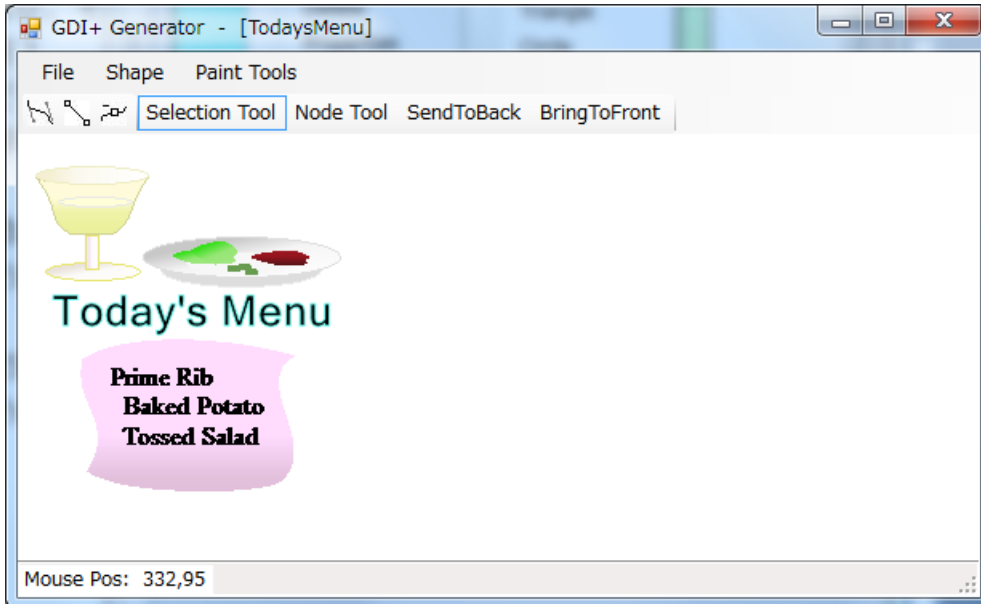 GDI+ Generator - [TodaysMenu]
File Shape Paint Tools
Selection Tool Node Tool SendToBack BringToFront
Today's Menu
Prime Rib
Baked Potato
Tossed Salad
Mouse Pos: 332,95